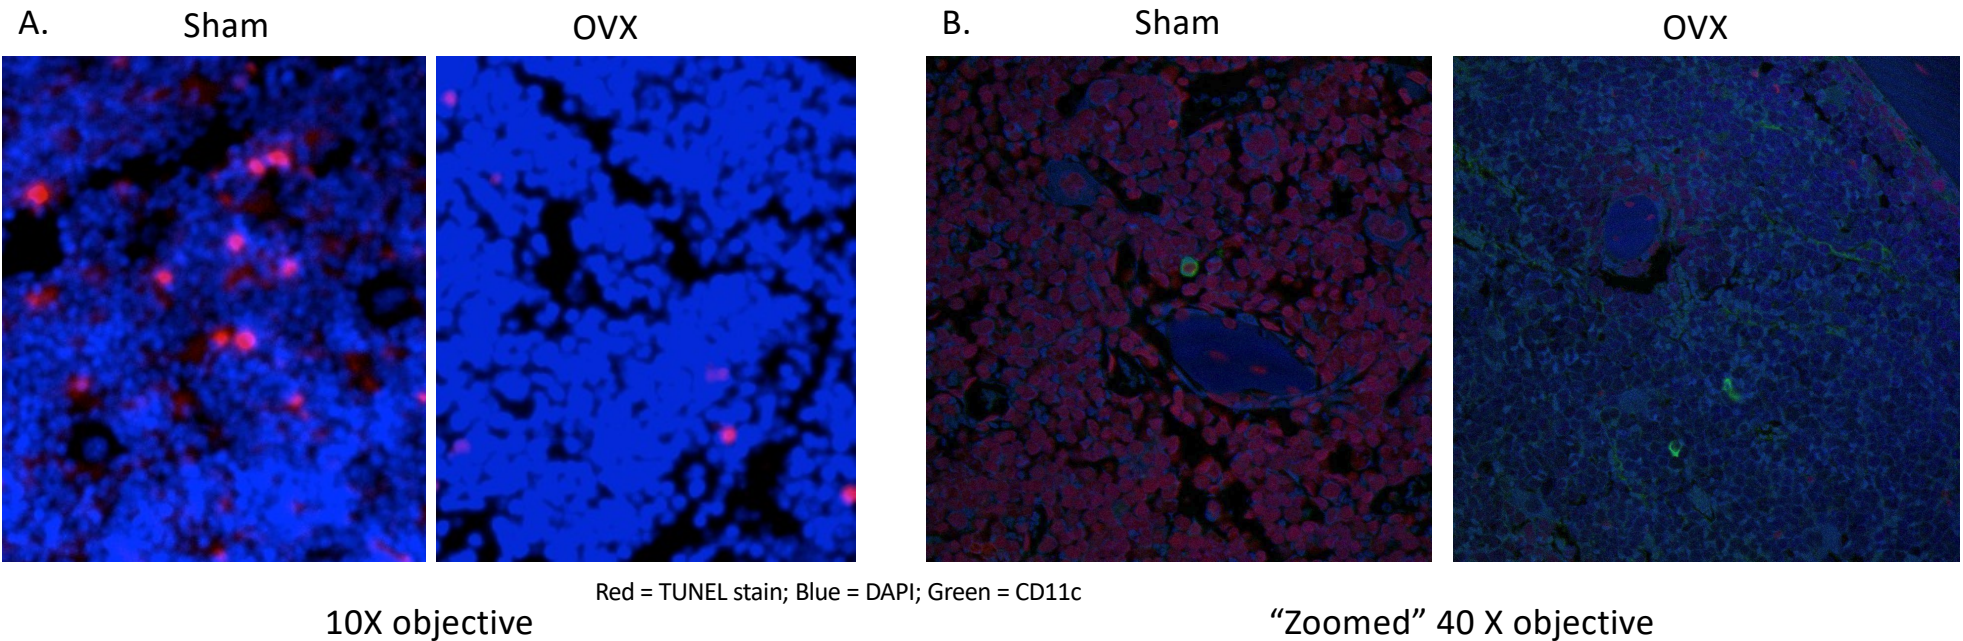 A.
Sham
OVX
B.
Sham
OVX
Red = TUNEL stain; Blue = DAPI; Green = CD11c
10X objective
“Zoomed” 40 X objective